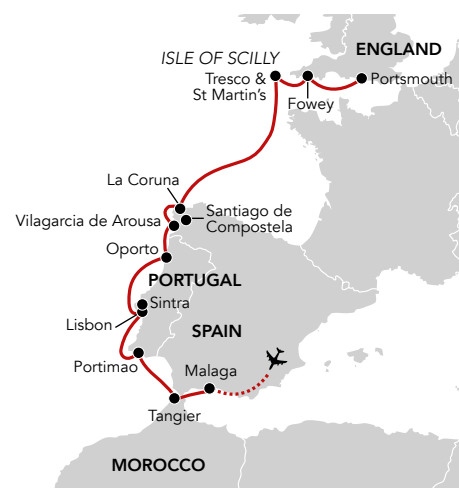 ENGLAND
ISLE OF SCILLY
Tresco &
St Martin's
Portsmouth
Fowey
La Coruna
Santiago de
Compostela
Vilagarcia de Arousa
Oporto
PORTUGAL
Sintra
Lisbon
SPAIN
Portimao
Malaga
Tangier
MOROCCO